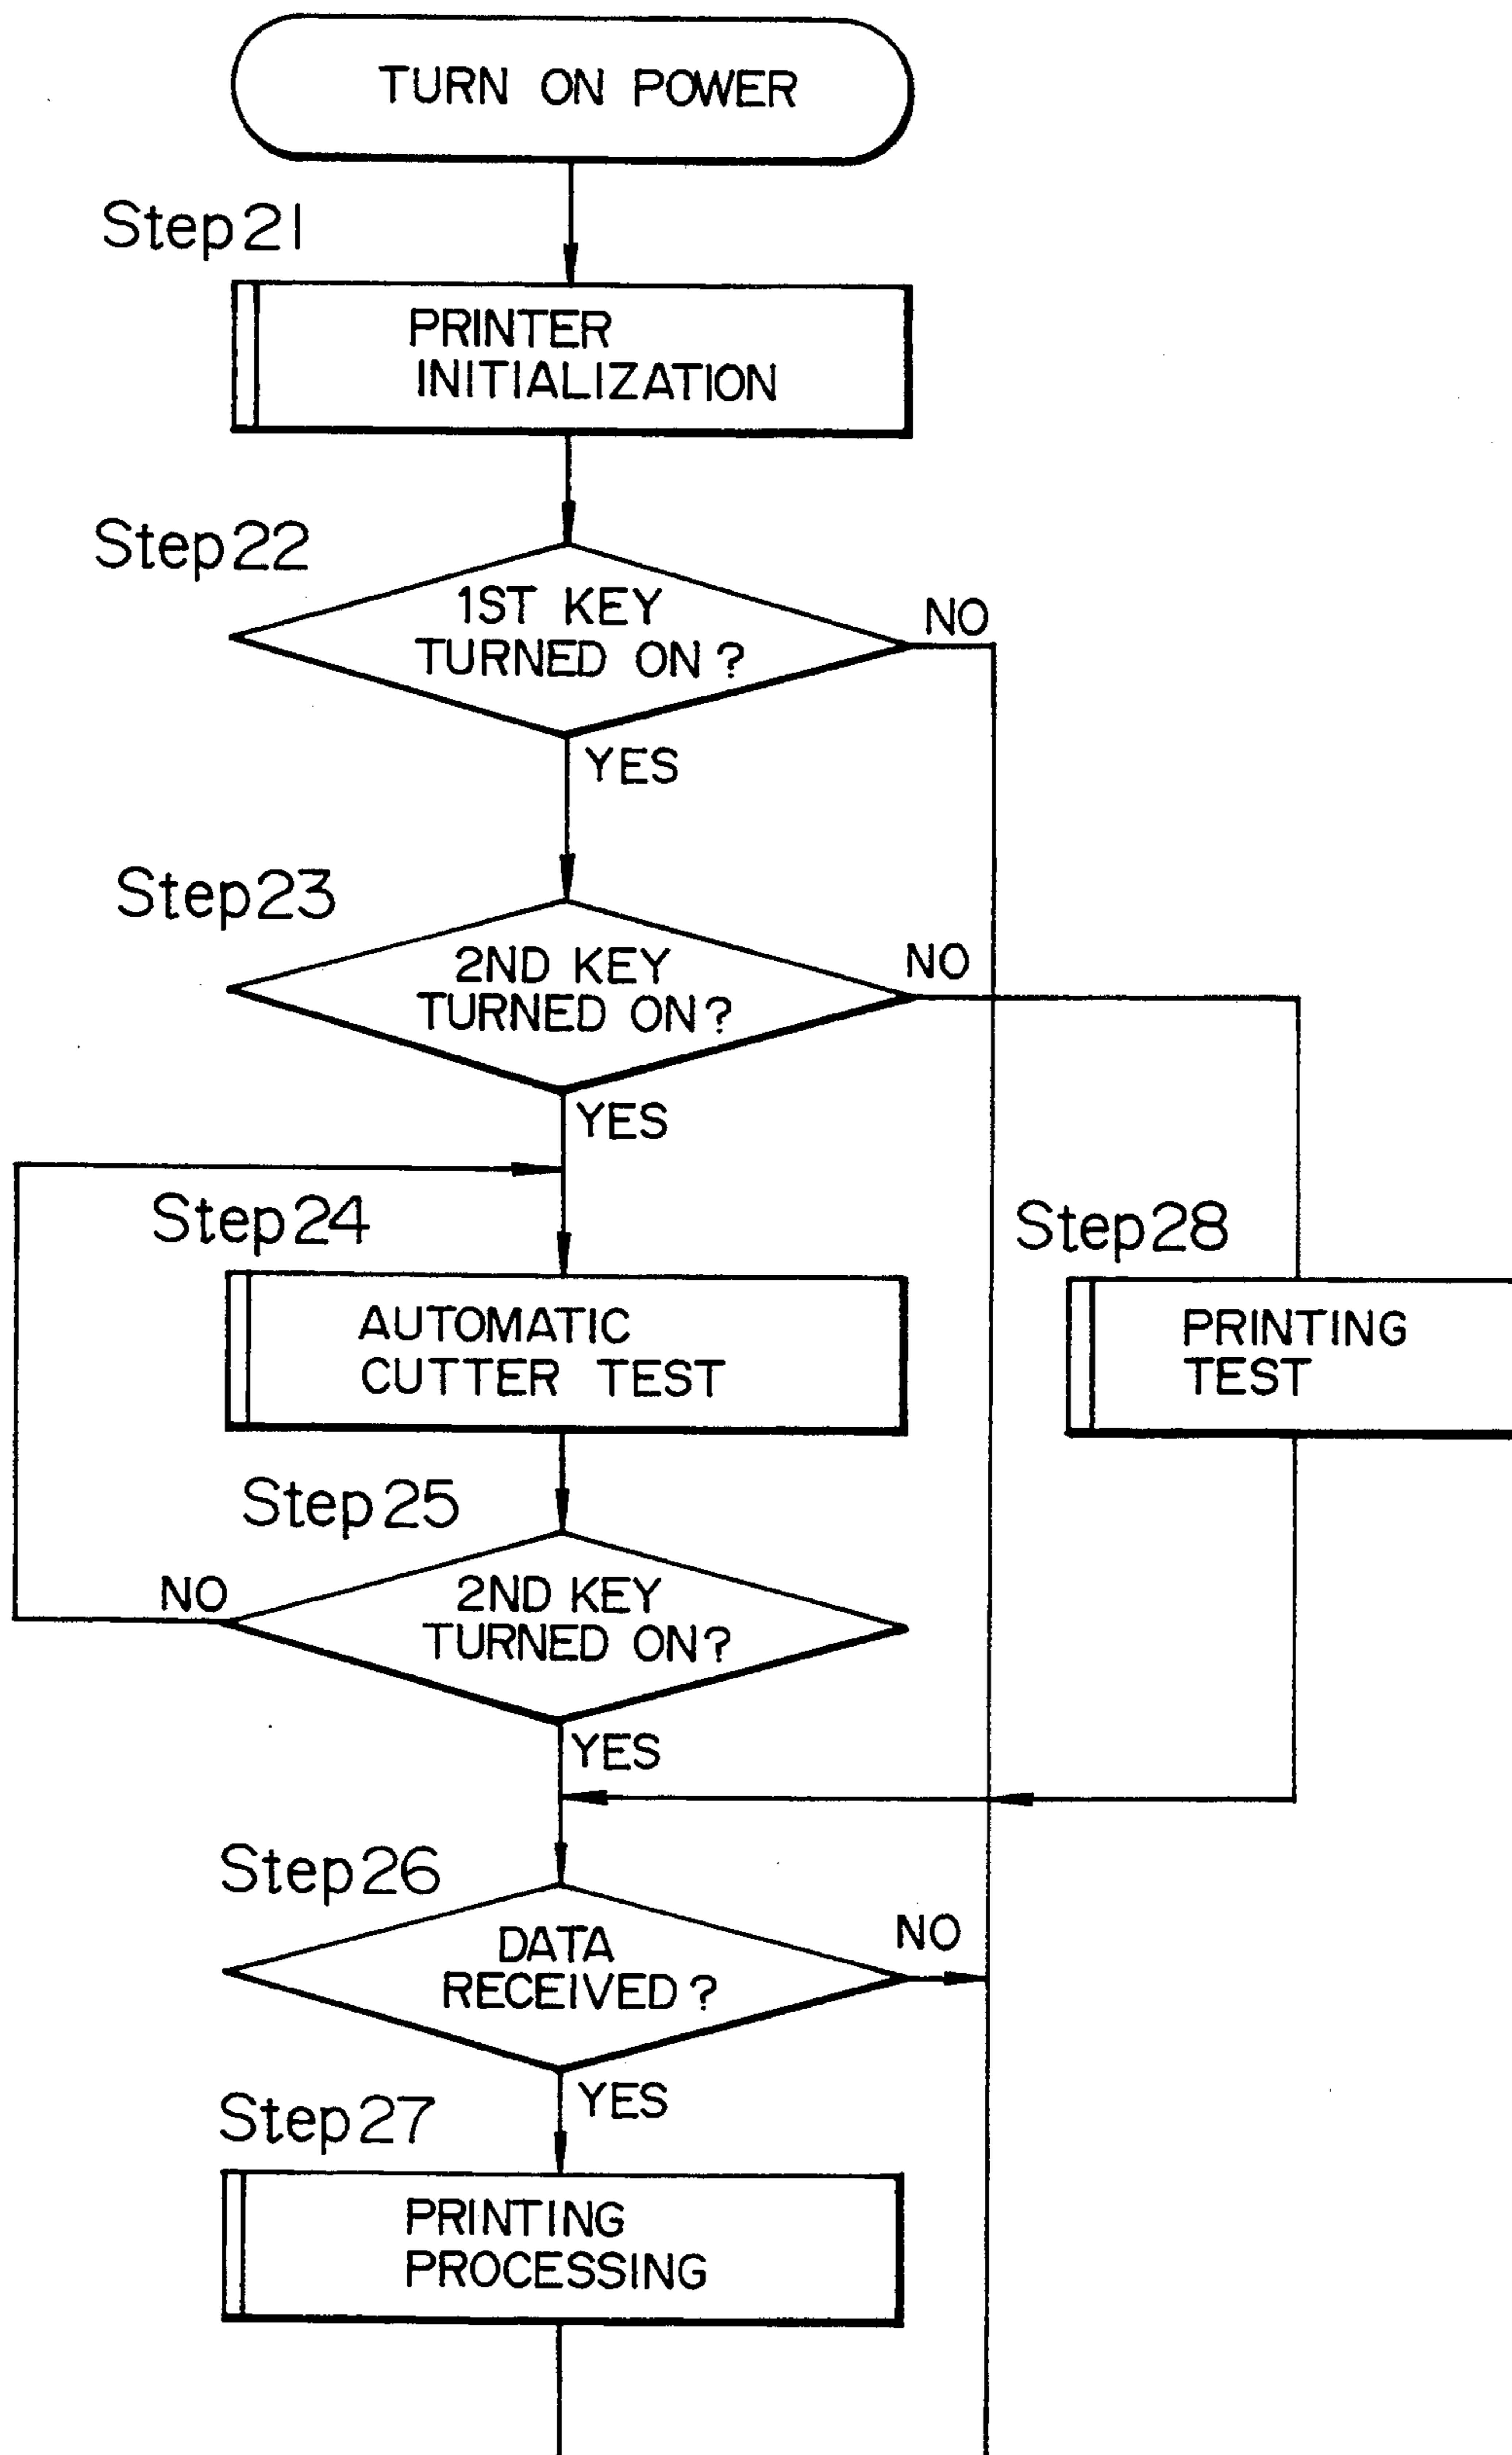 TURN ON POWER
Step21
PRINTER
INITIALIZATION
Step22
1ST KEY
TURNED ON?
NO
YES
Step23
2ND KEY
TURNED ON?
NO
YES
Step24
AUTOMATIC
CUTTER TEST
Step28
PRINTING
TEST
Step25
2ND KEY
TURNED ON?
NO
YES
Step26
DATA
RECEIVED?
NO
YES
Step27
PRINTING
PROCESSING